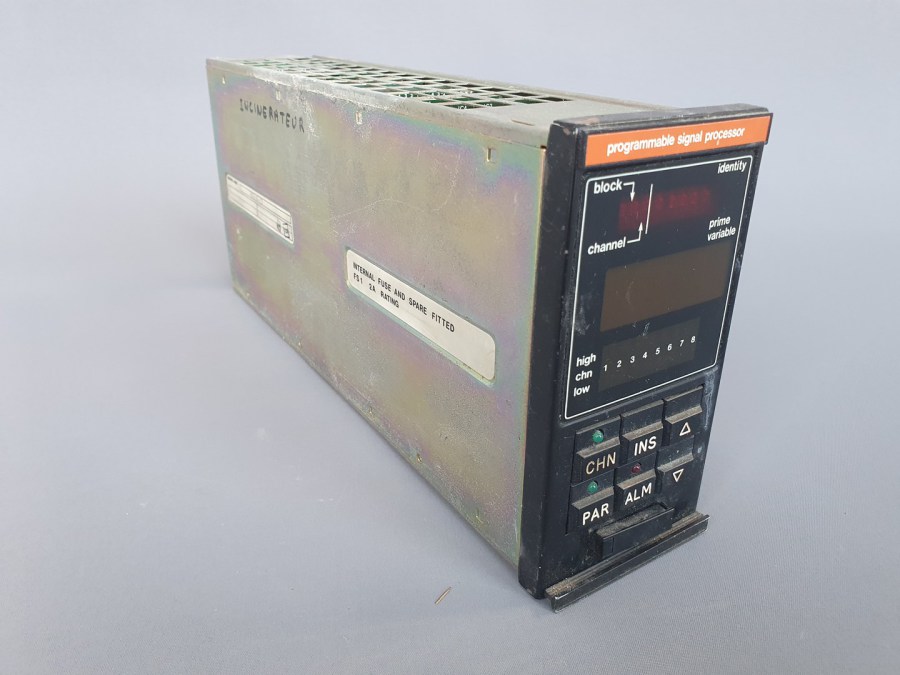 INCINERATEUR
INTERNAL FUSE AND SPARE FITTED
FS1 2A RATING
programmable signal processor
identity
block
channel
prime
variable
high
chn
low
1 2 3 4 5 6 7 8
CHN INS △
PAR ALM ▽